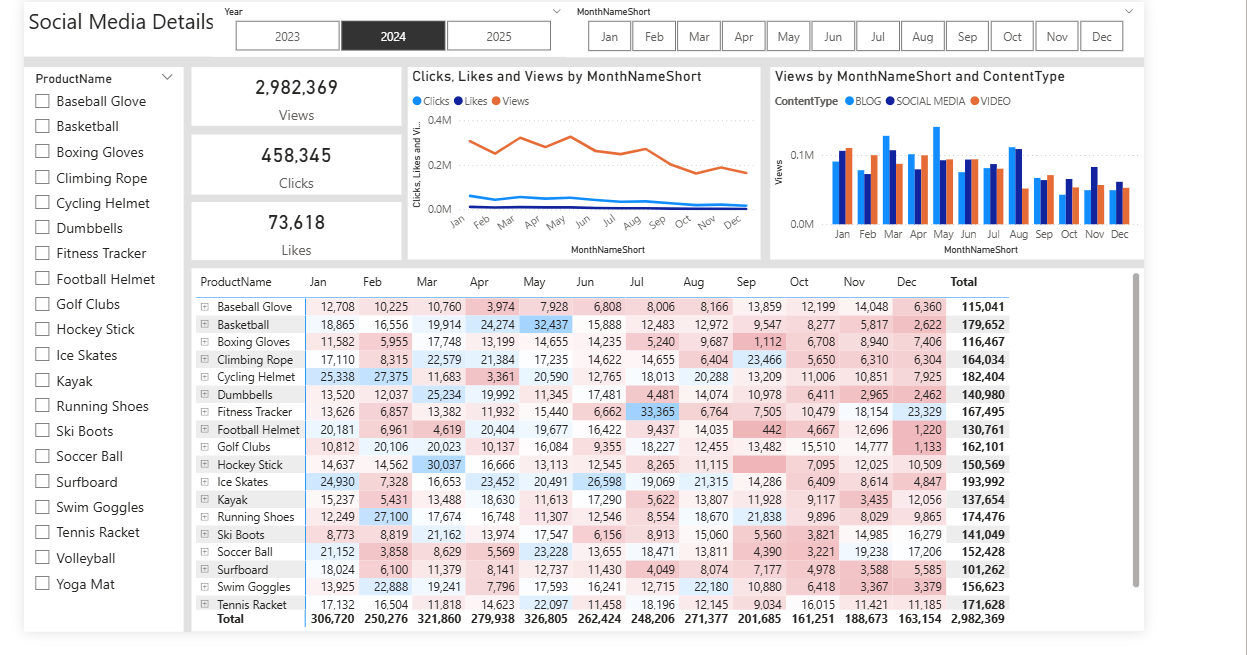 Social Media Details
Year
2023 2024 2025
MonthNameShort
Jan Feb Mar Apr May Jun Jul Aug Sep Oct Nov Dec
ProductName
Baseball Glove
Basketball
Boxing Gloves
Climbing Rope
Cycling Helmet
Dumbbells
Fitness Tracker
Football Helmet
Golf Clubs
Hockey Stick
Ice Skates
Kayak
Running Shoes
Ski Boots
Soccer Ball
Surfboard
Swim Goggles
Tennis Racket
Volleyball
Yoga Mat
2,982,369
Views
458,345
Clicks
73,618
Likes
Clicks, Likes and Views by MonthNameShort
Clicks Likes Views
Clicks, Likes and Vi...
0.4M
0.2M
0.0M
Jan Feb Mar Apr May Jun Jul Aug Sep Oct Nov Dec
MonthNameShort
Views by MonthNameShort and ContentType
ContentType BLOG SOCIAL MEDIA VIDEO
Views
0.1M
0.0M
Jan Feb Mar Apr May Jun Jul Aug Sep Oct Nov Dec
MonthNameShort
ProductName Jan Feb Mar Apr May Jun Jul Aug Sep Oct Nov Dec Total
Baseball Glove 12,708 10,225 10,760 3,974 7,928 6,808 8,006 8,166 13,859 12,199 14,048 6,360 115,041
Basketball 18,865 16,556 19,914 24,274 32,437 15,888 12,483 12,972 9,547 8,277 5,817 2,622 179,652
Boxing Gloves 11,582 5,955 17,748 13,199 14,655 14,235 5,240 9,687 1,112 6,708 8,940 7,406 116,467
Climbing Rope 17,110 8,315 22,579 21,384 17,235 14,622 14,655 6,404 23,466 5,650 6,310 6,304 164,034
Cycling Helmet 25,338 27,375 11,683 3,361 20,590 12,765 18,013 20,288 13,209 11,006 10,851 7,925 182,404
Dumbbells 13,520 12,037 25,234 19,992 11,345 17,481 4,481 14,074 10,978 6,411 2,965 2,462 140,980
Fitness Tracker 13,626 6,857 13,382 11,932 15,440 6,662 33,365 6,764 7,505 10,479 18,154 23,329 167,495
Football Helmet 20,181 6,961 4,619 20,404 19,677 16,422 9,437 14,035 442 4,667 12,696 1,220 130,761
Golf Clubs 10,812 20,106 20,023 10,137 16,084 9,355 18,227 12,455 13,482 15,510 14,777 1,133 162,101
Hockey Stick 14,637 14,562 30,037 16,666 13,113 12,545 8,265 11,115 7,095 12,025 10,509 150,569
Ice Skates 24,930 7,328 16,653 23,452 20,491 26,598 19,069 21,315 14,286 6,409 8,614 4,847 193,992
Kayak 15,237 5,431 13,488 18,630 11,613 17,290 5,622 13,807 11,928 9,117 3,435 12,056 137,654
Running Shoes 12,249 27,100 17,674 16,748 11,307 12,546 8,554 18,670 21,838 9,896 8,029 9,865 174,476
Ski Boots 8,773 8,819 21,162 13,974 17,547 6,156 8,913 15,060 5,560 3,821 14,985 16,279 141,049
Soccer Ball 21,152 3,858 8,629 5,569 23,228 13,655 18,471 13,811 4,390 3,221 19,238 17,206 152,428
Surfboard 18,024 6,100 11,379 8,141 12,737 11,430 4,049 8,074 7,177 4,978 3,588 5,585 101,262
Swim Goggles 13,925 22,888 19,241 7,796 17,593 16,241 12,715 22,180 10,880 6,418 3,367 3,379 156,623
Tennis Racket 17,132 16,504 11,818 14,623 22,097 11,458 18,196 12,145 9,034 16,015 11,421 11,185 171,628
Total 306,720 250,276 321,860 279,938 326,805 262,424 248,206 271,377 201,685 161,251 188,673 163,154 2,982,369